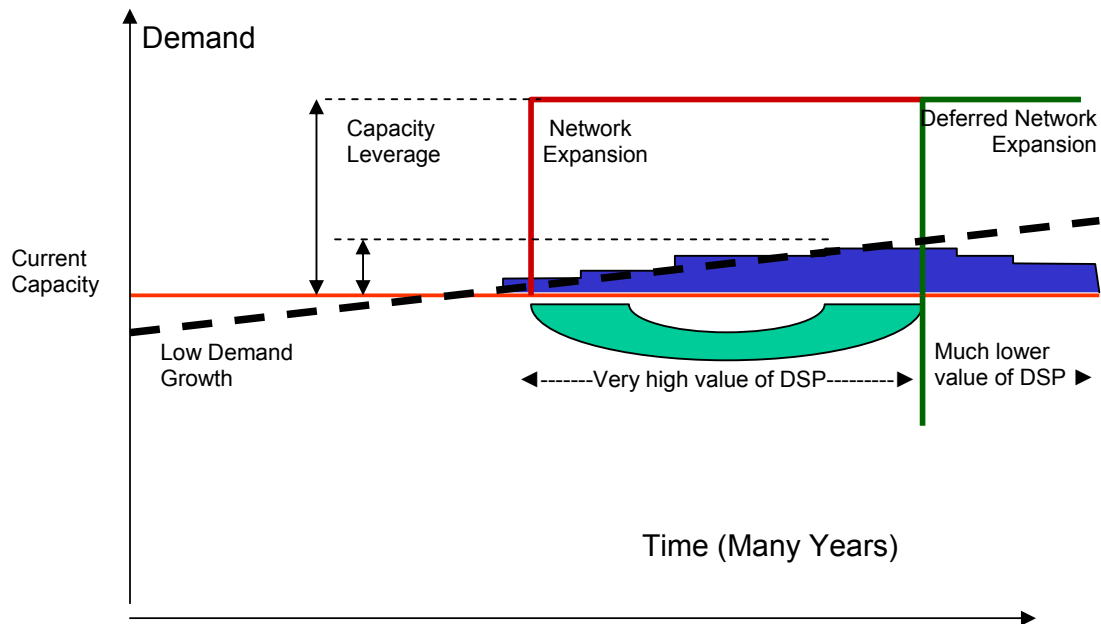 Demand
Capacity
Leverage
Network
Expansion
Deferred Network
Expansion
Current
Capacity
Low Demand
Growth
Very high value of DSP
Much lower
value of DSP
Time (Many Years)